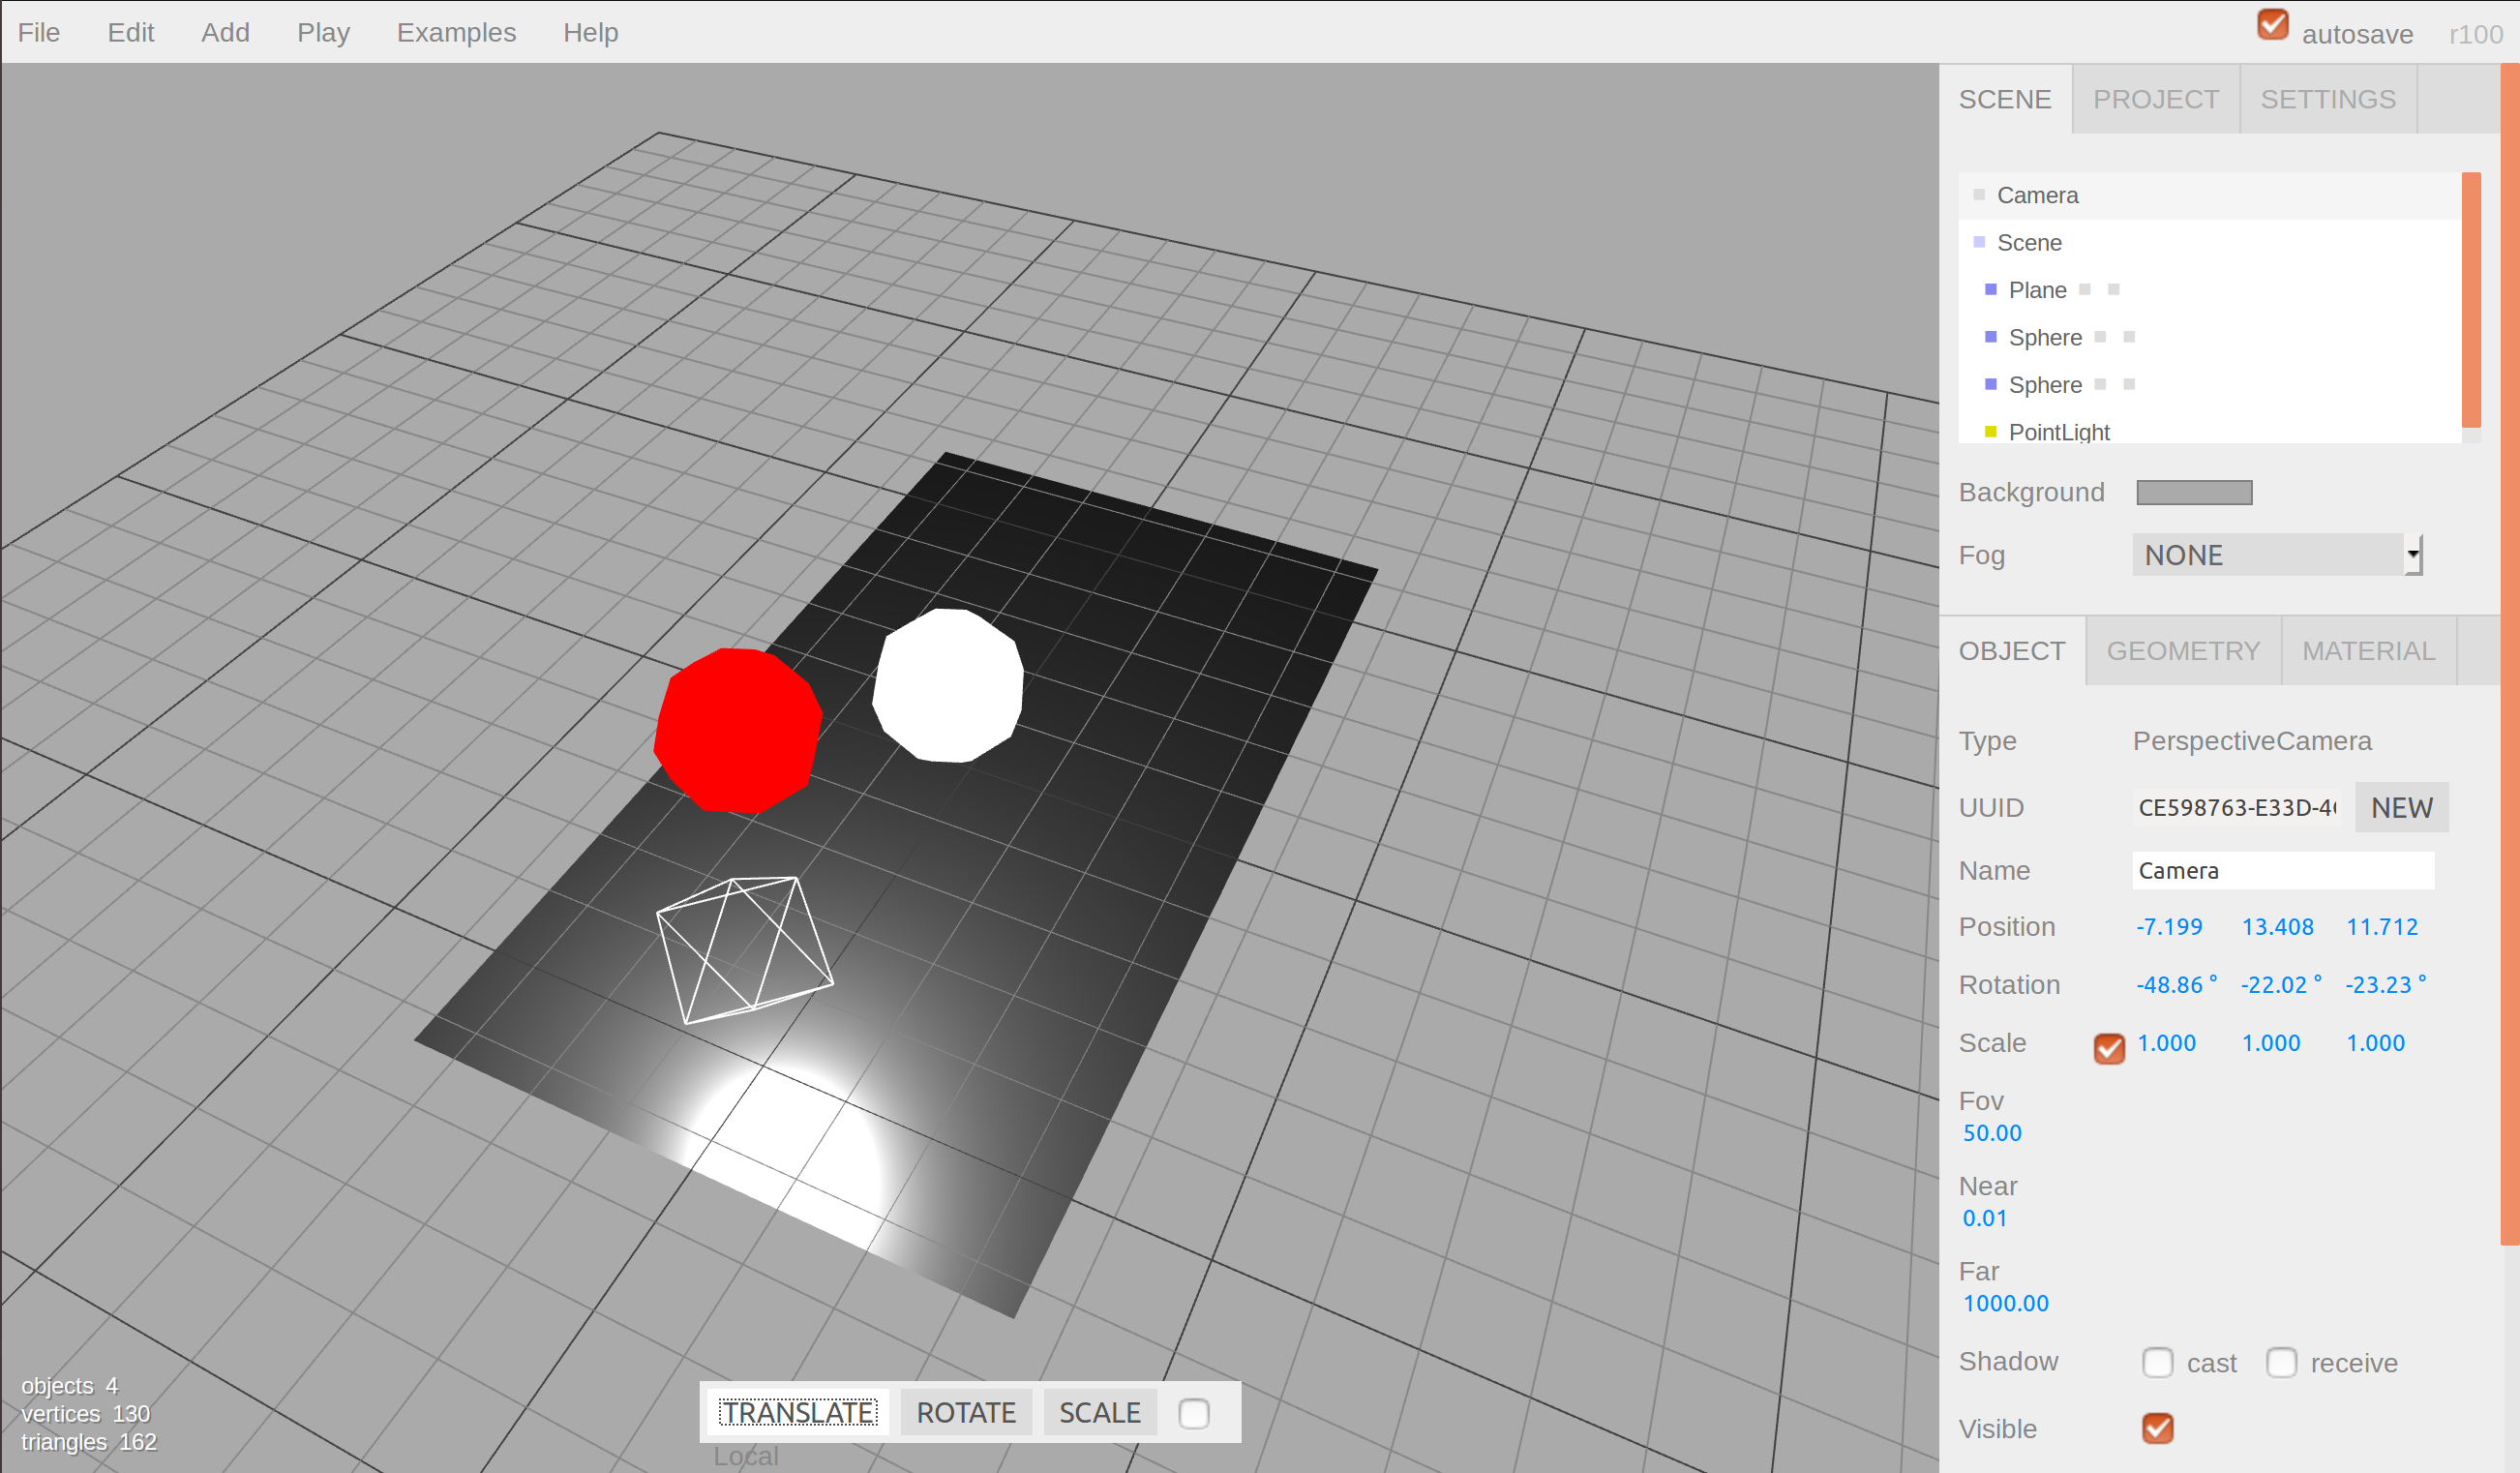 File Edit Add Play Examples Help autosave r100
SCENE PROJECT SETTINGS
Camera
Scene
Plane
Sphere
Sphere
PointLight
Background
Fog NONE
OBJECT GEOMETRY MATERIAL
Type PerspectiveCamera
UUID CE598763-E33D-4 NEW
Name Camera
Position -7.199 13.408 11.712
Rotation -48.86 ° -22.02 ° -23.23 °
Scale 1.000 1.000 1.000
Fov
50.00
Near
0.01
Far
1000.00
Shadow cast receive
Visible
objects 4
vertices 130
triangles 162
TRANSLATE ROTATE SCALE
Local